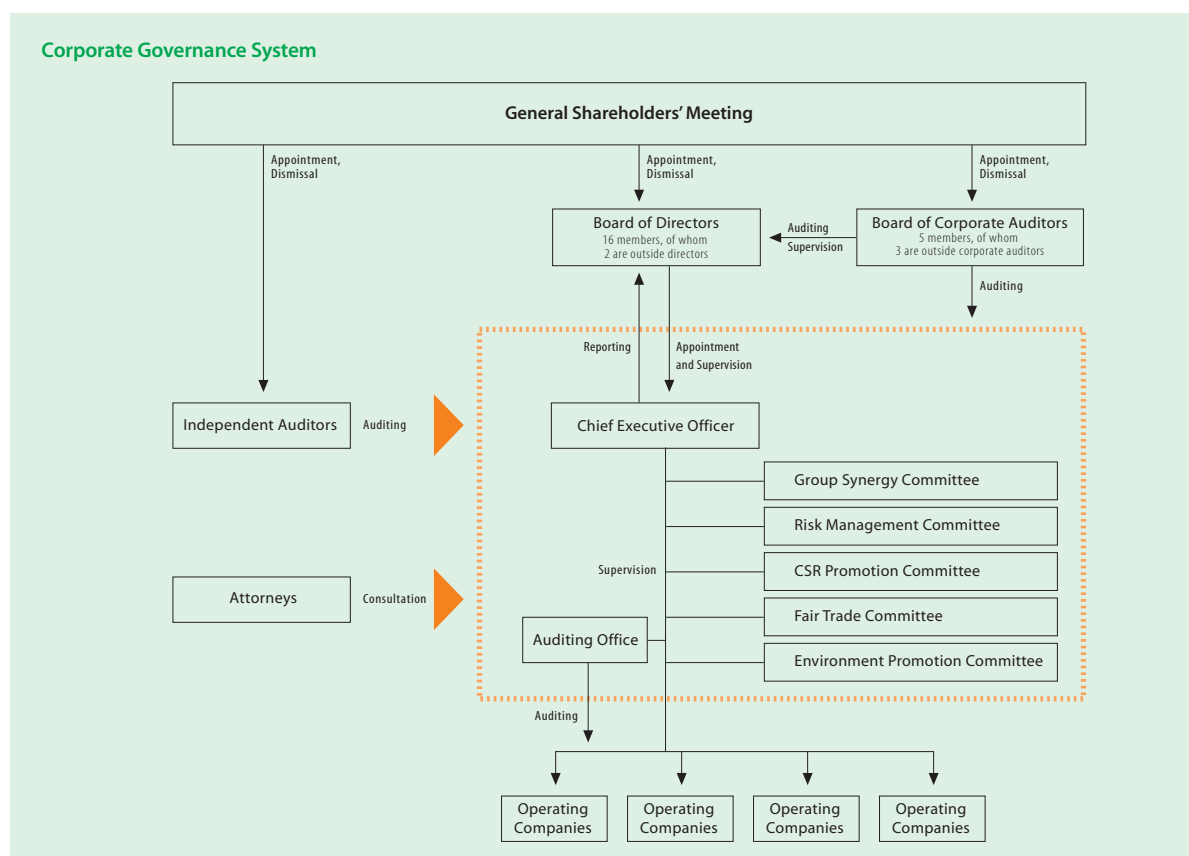 Corporate Governance System
General Shareholders' Meeting
Appointment,
Dismissal
Appointment,
Dismissal
Appointment,
Dismissal
Board of Directors
16 members, of whom
2 are outside directors
Auditing
Supervision
Board of Corporate Auditors
5 members, of whom
3 are outside corporate auditors
Auditing
Reporting
Appointment
and Supervision
Independent Auditors
Auditing
Chief Executive Officer
Group Synergy Committee
Risk Management Committee
Supervision
CSR Promotion Committee
Attorneys
Consultation
Fair Trade Committee
Auditing Office
Environment Promotion Committee
Auditing
Operating
Companies
Operating
Companies
Operating
Companies
Operating
Companies